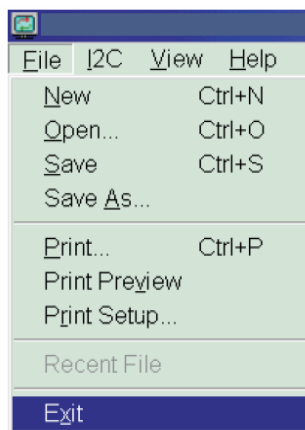 File I2C View Help
New Ctrl+N
Open... Ctrl+O
Save Ctrl+S
Save As...
Print... Ctrl+P
Print Preview
Print Setup...
Recent File
Exit